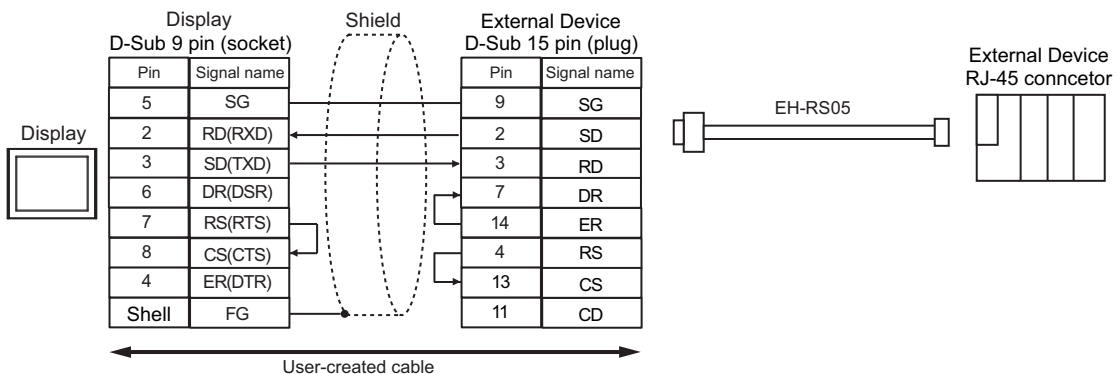 Display
D-Sub 9 pin (socket)
Shield
External Device
D-Sub 15 pin (plug)
Pin Signal name
5 SG
2 RD(RXD)
3 SD(TXD)
6 DR(DSR)
7 RS(RTS)
8 CS(CTS)
4 ER(DTR)
Shell FG
Pin Signal name
9 SG
2 SD
3 RD
7 DR
14 ER
4 RS
13 CS
11 CD
Display
User-created cable
EH-RS05
External Device
RJ-45 conncetor